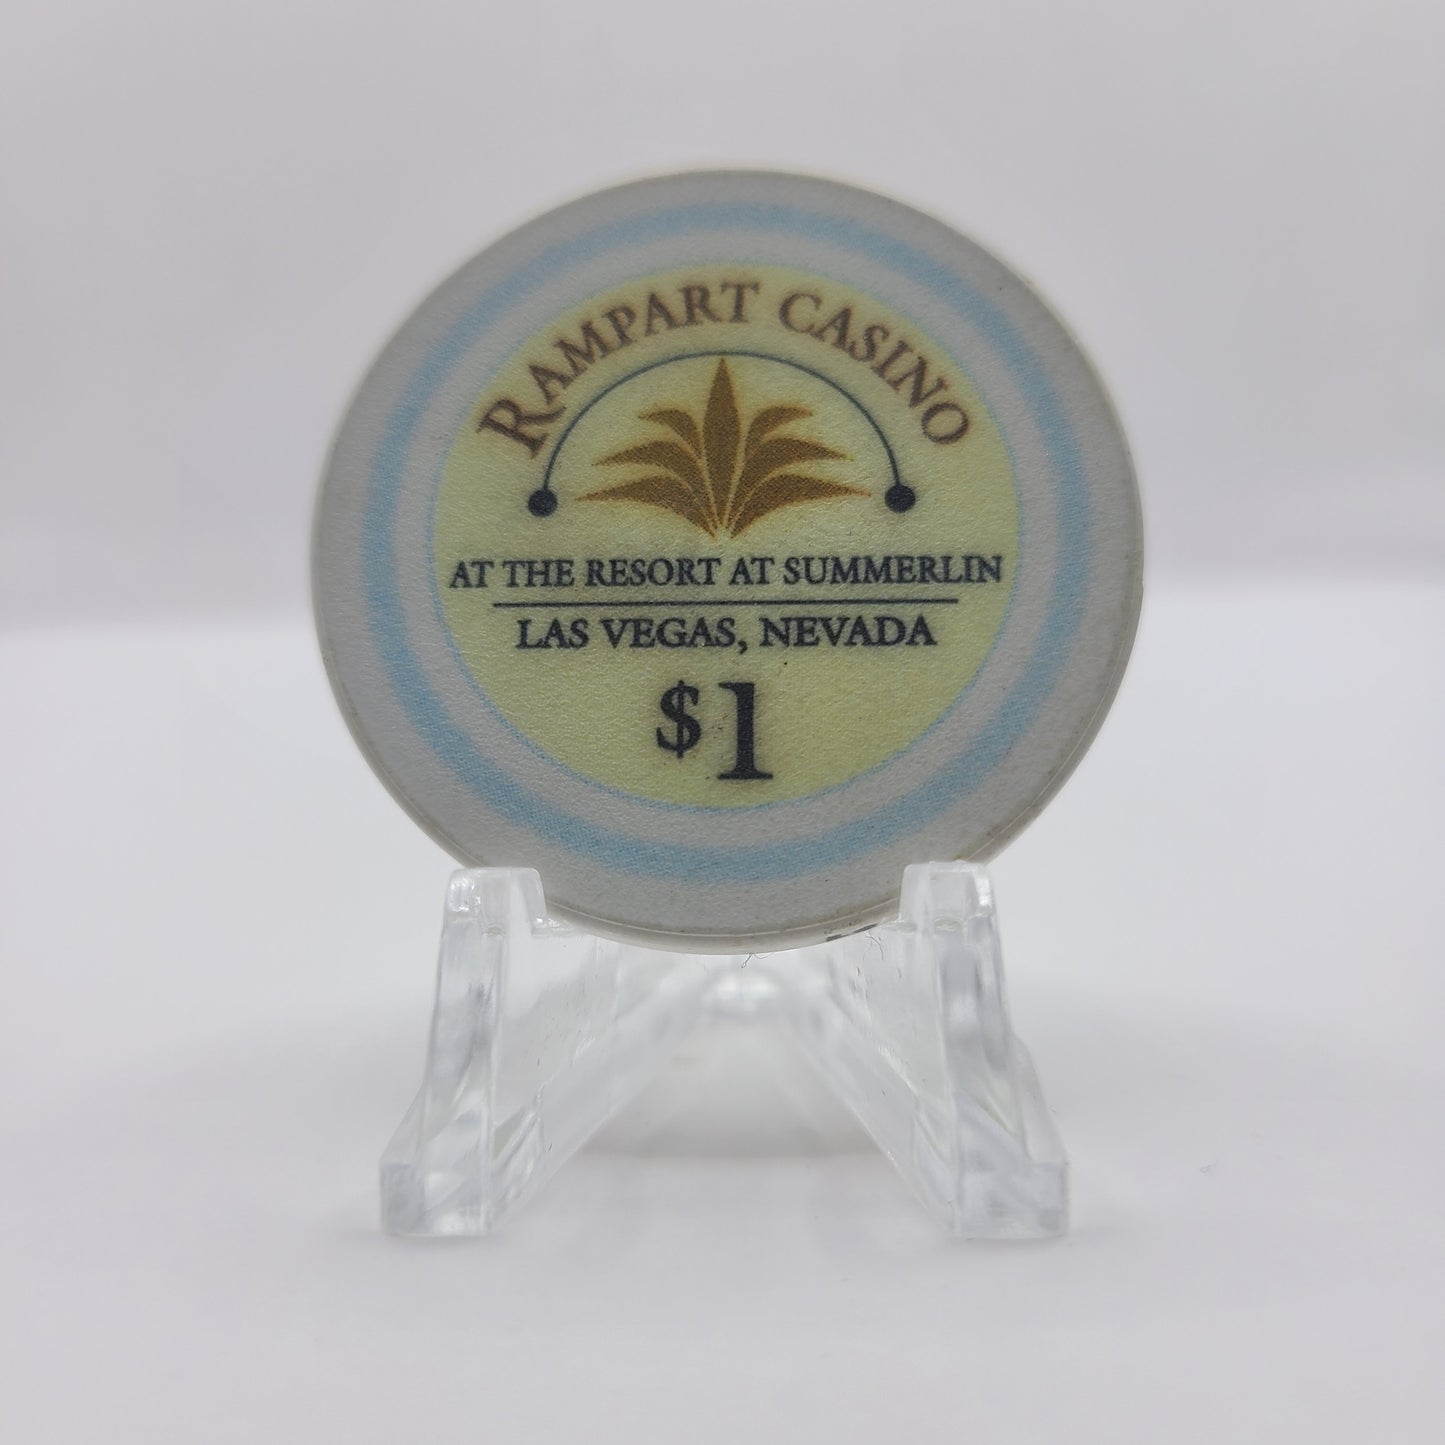 RAMPART CASINO
AT THE RESORT AT SUMMERLIN
LAS VEGAS, NEVADA
$1